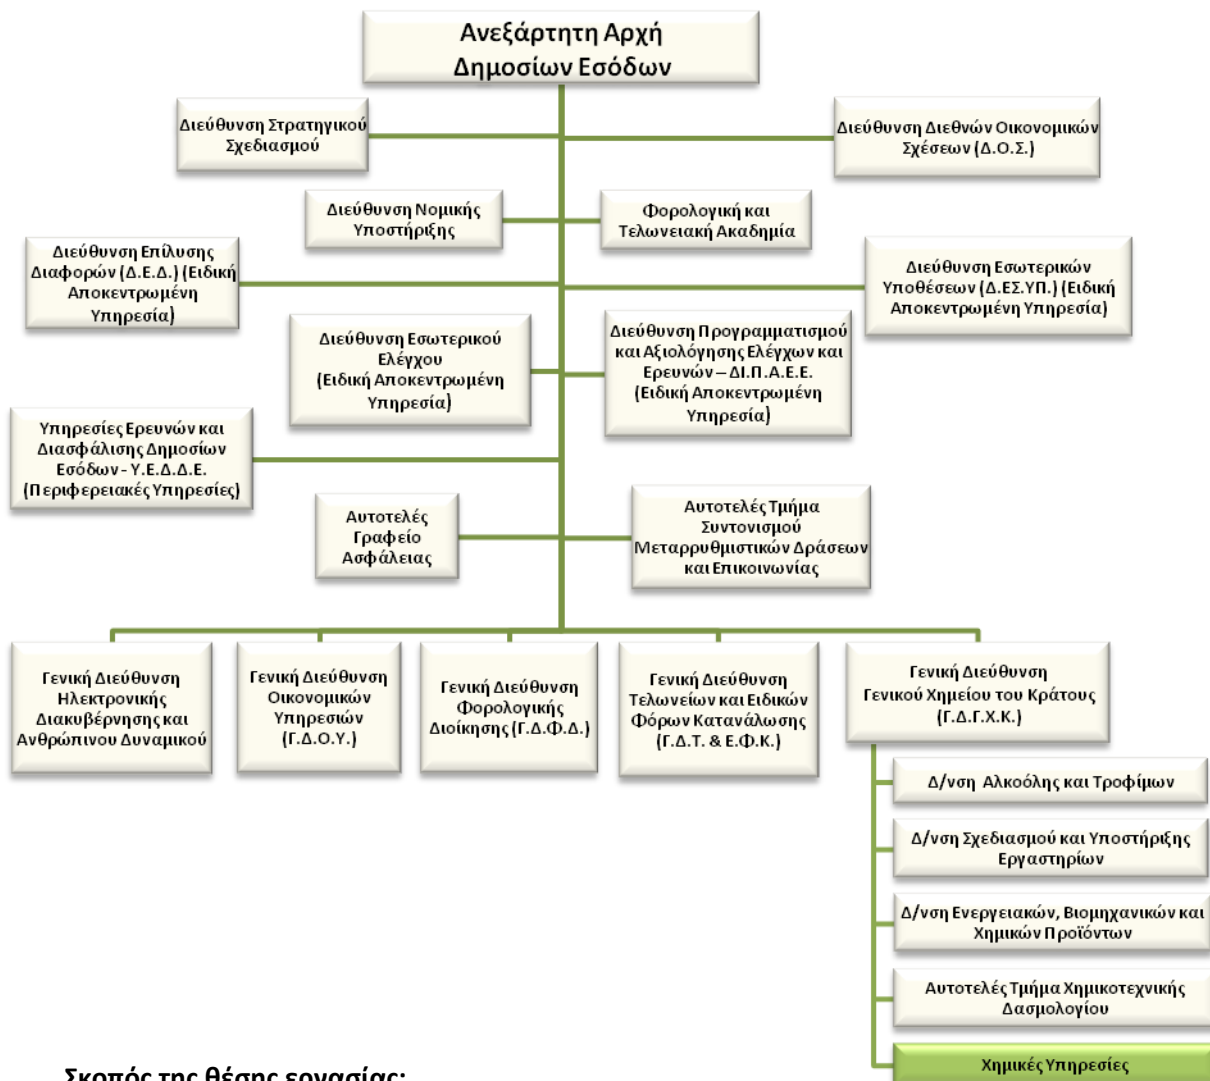 Ανεξάρτητη Αρχή
Δημοσίων Εσόδων
Διεύθυνση Στρατηγικού
Σχεδιασμού
Διεύθυνση Διεθνών Οικονομικών
Σχέσεων (Δ.Ο.Σ.)
Διεύθυνση Νομικής
Υποστήριξης
Φορολογική και
Τελωνειακή Ακαδημία
Διεύθυνση Επίλυσης
Διαφορών (Δ.Ε.Δ.) (Ειδική
Αποκεντρωμένη
Υπηρεσία)
Διεύθυνση Εσωτερικών
Υποθέσεων (Δ.ΕΣ.ΥΠ.) (Ειδική
Αποκεντρωμένη Υπηρεσία)
Διεύθυνση Εσωτερικού
Ελέγχου
(Ειδική Αποκεντρωμένη
Υπηρεσία)
Διεύθυνση Προγραμματισμού
και Αξιολόγησης Ελέγχων και
Ερευνών – ΔΙ.Π.Α.Ε.Ε.
(Ειδική Αποκεντρωμένη
Υπηρεσία)
Υπηρεσίες Ερευνών και
Διασφάλισης Δημοσίων
Εσόδων - Υ.Ε.Δ.Δ.Ε.
(Περιφερειακές Υπηρεσίες)
Αυτοτελές
Γραφείο
Ασφάλειας
Αυτοτελές Τμήμα
Συντονισμού
Μεταρρυθμιστικών Δράσεων
και Επικοινωνίας
Γενική Διεύθυνση
Ηλεκτρονικής
Διακυβέρνησης και
Ανθρώπινου Δυναμικού
Γενική Διεύθυνση
Οικονομικών
Υπηρεσιών
(Γ.Δ.Ο.Υ.)
Γενική Διεύθυνση
Φορολογικής
Διοίκησης (Γ.Δ.Φ.Δ.)
Γενική Διεύθυνση
Τελωνείων και Ειδικών
Φόρων Κατανάλωσης
(Γ.Δ.Τ. & Ε.Φ.Κ.)
Γενική Διεύθυνση
Γενικού Χημείου του Κράτους
(Γ.Δ.Γ.Χ.Κ.)
Δ/νση Αλκοόλης και Τροφίμων
Δ/νση Σχεδιασμού και Υποστήριξης
Εργαστηρίων
Δ/νση Ενεργειακών, Βιομηχανικών και
Χημικών Προϊόντων
Αυτοτελές Τμήμα Χημικοτεχνικής
Δασμολογίου
Χημικές Υπηρεσίες
Σκοπός της θέσης εργασίας: